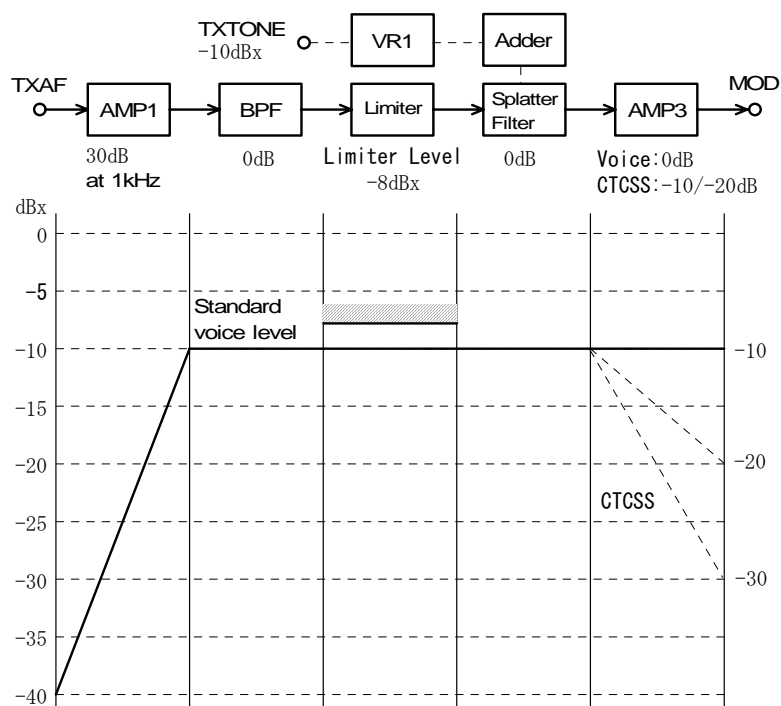 TXTONE
-10dBx
VR1
Adder
TXAF
MOD
AMP1
BPF
Limiter
Splatter
Filter
AMP3
30dB
at 1kHz
0dB
Limiter Level
-8dBx
0dB
Voice:0dB
CTCSS:-10/-20dB
dBx
0
-5
Standard
voice level
-10
-10
-15
-20
-20
CTCSS
-25
-30
-30
-35
-40